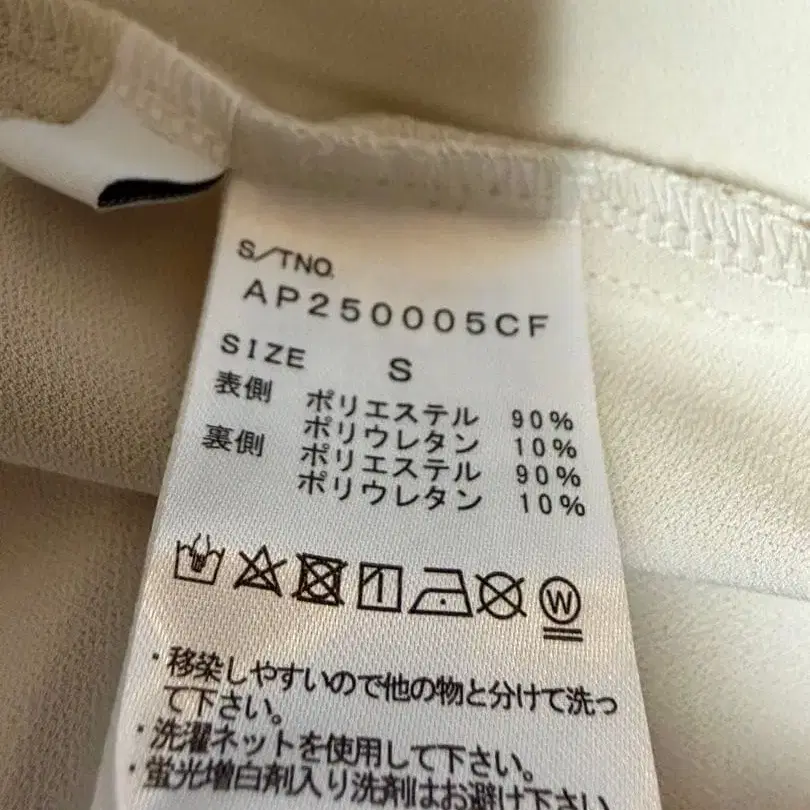 S/TNO.
AP250005CF
SIZE S
表側 ポリエステル 90%
ポリウレタン 10%
裏側 ポリエステル 90%
ポリウレタン 10%
W
・移染しやすいので他の物と分けて洗っ
て下さい。
・洗濯ネットを使用して下さい。
・蛍光増白剤入り洗剤はお避け下さい